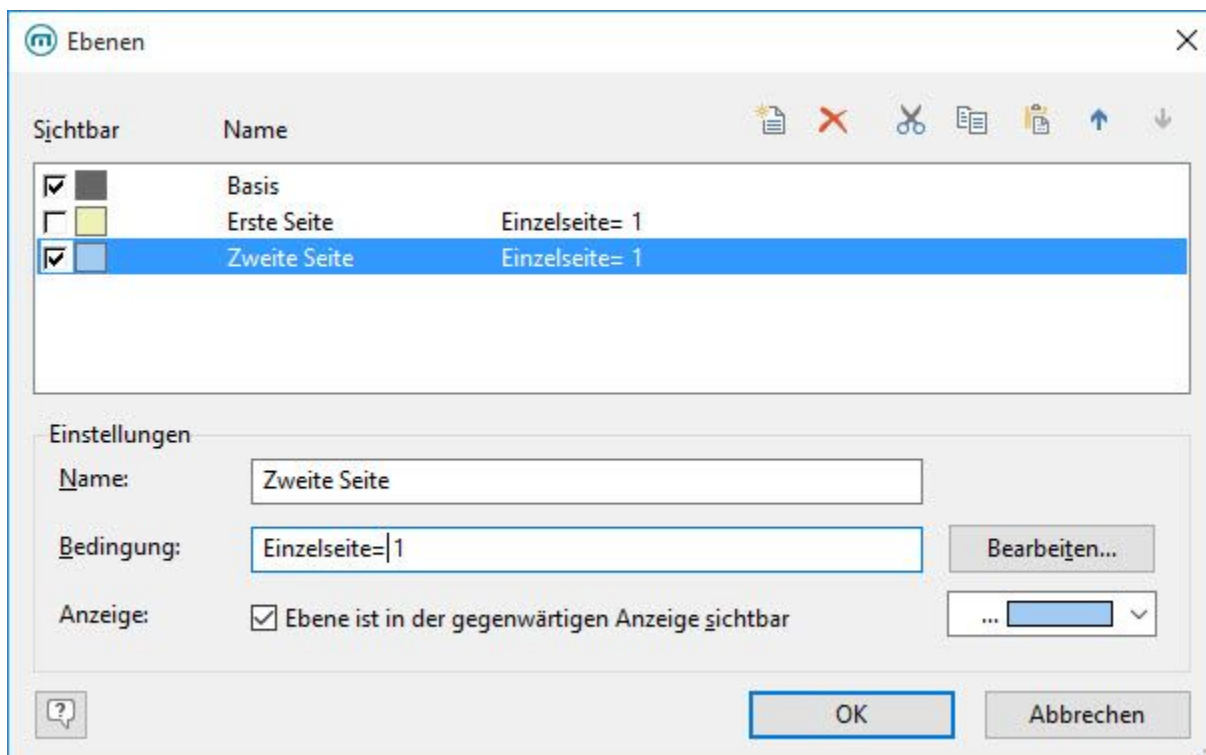 Ebenen
Sichtbar Name
Basis
Erste Seite Einzelseite= 1
Zweite Seite Einzelseite= 1
Einstellungen
Name: Zweite Seite
Bedingung: Einzelseite= 1 Bearbeiten...
Anzeige: Ebene ist in der gegenwärtigen Anzeige sichtbar ...
OK Abbrechen